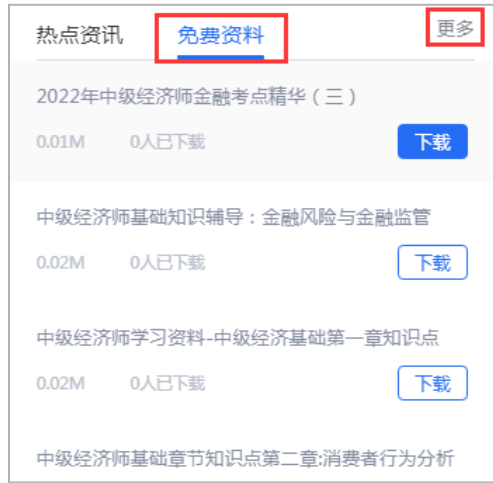 热点资讯 免费资料 更多
2022年中级经济师金融考点精华（三）
0.01M 0人已下载 下载
中级经济师基础知识辅导：金融风险与金融监管
0.02M 0人已下载 下载
中级经济师学习资料-中级经济基础第一章知识点
0.02M 0人已下载 下载
中级经济师基础章节知识点第二章:消费者行为分析